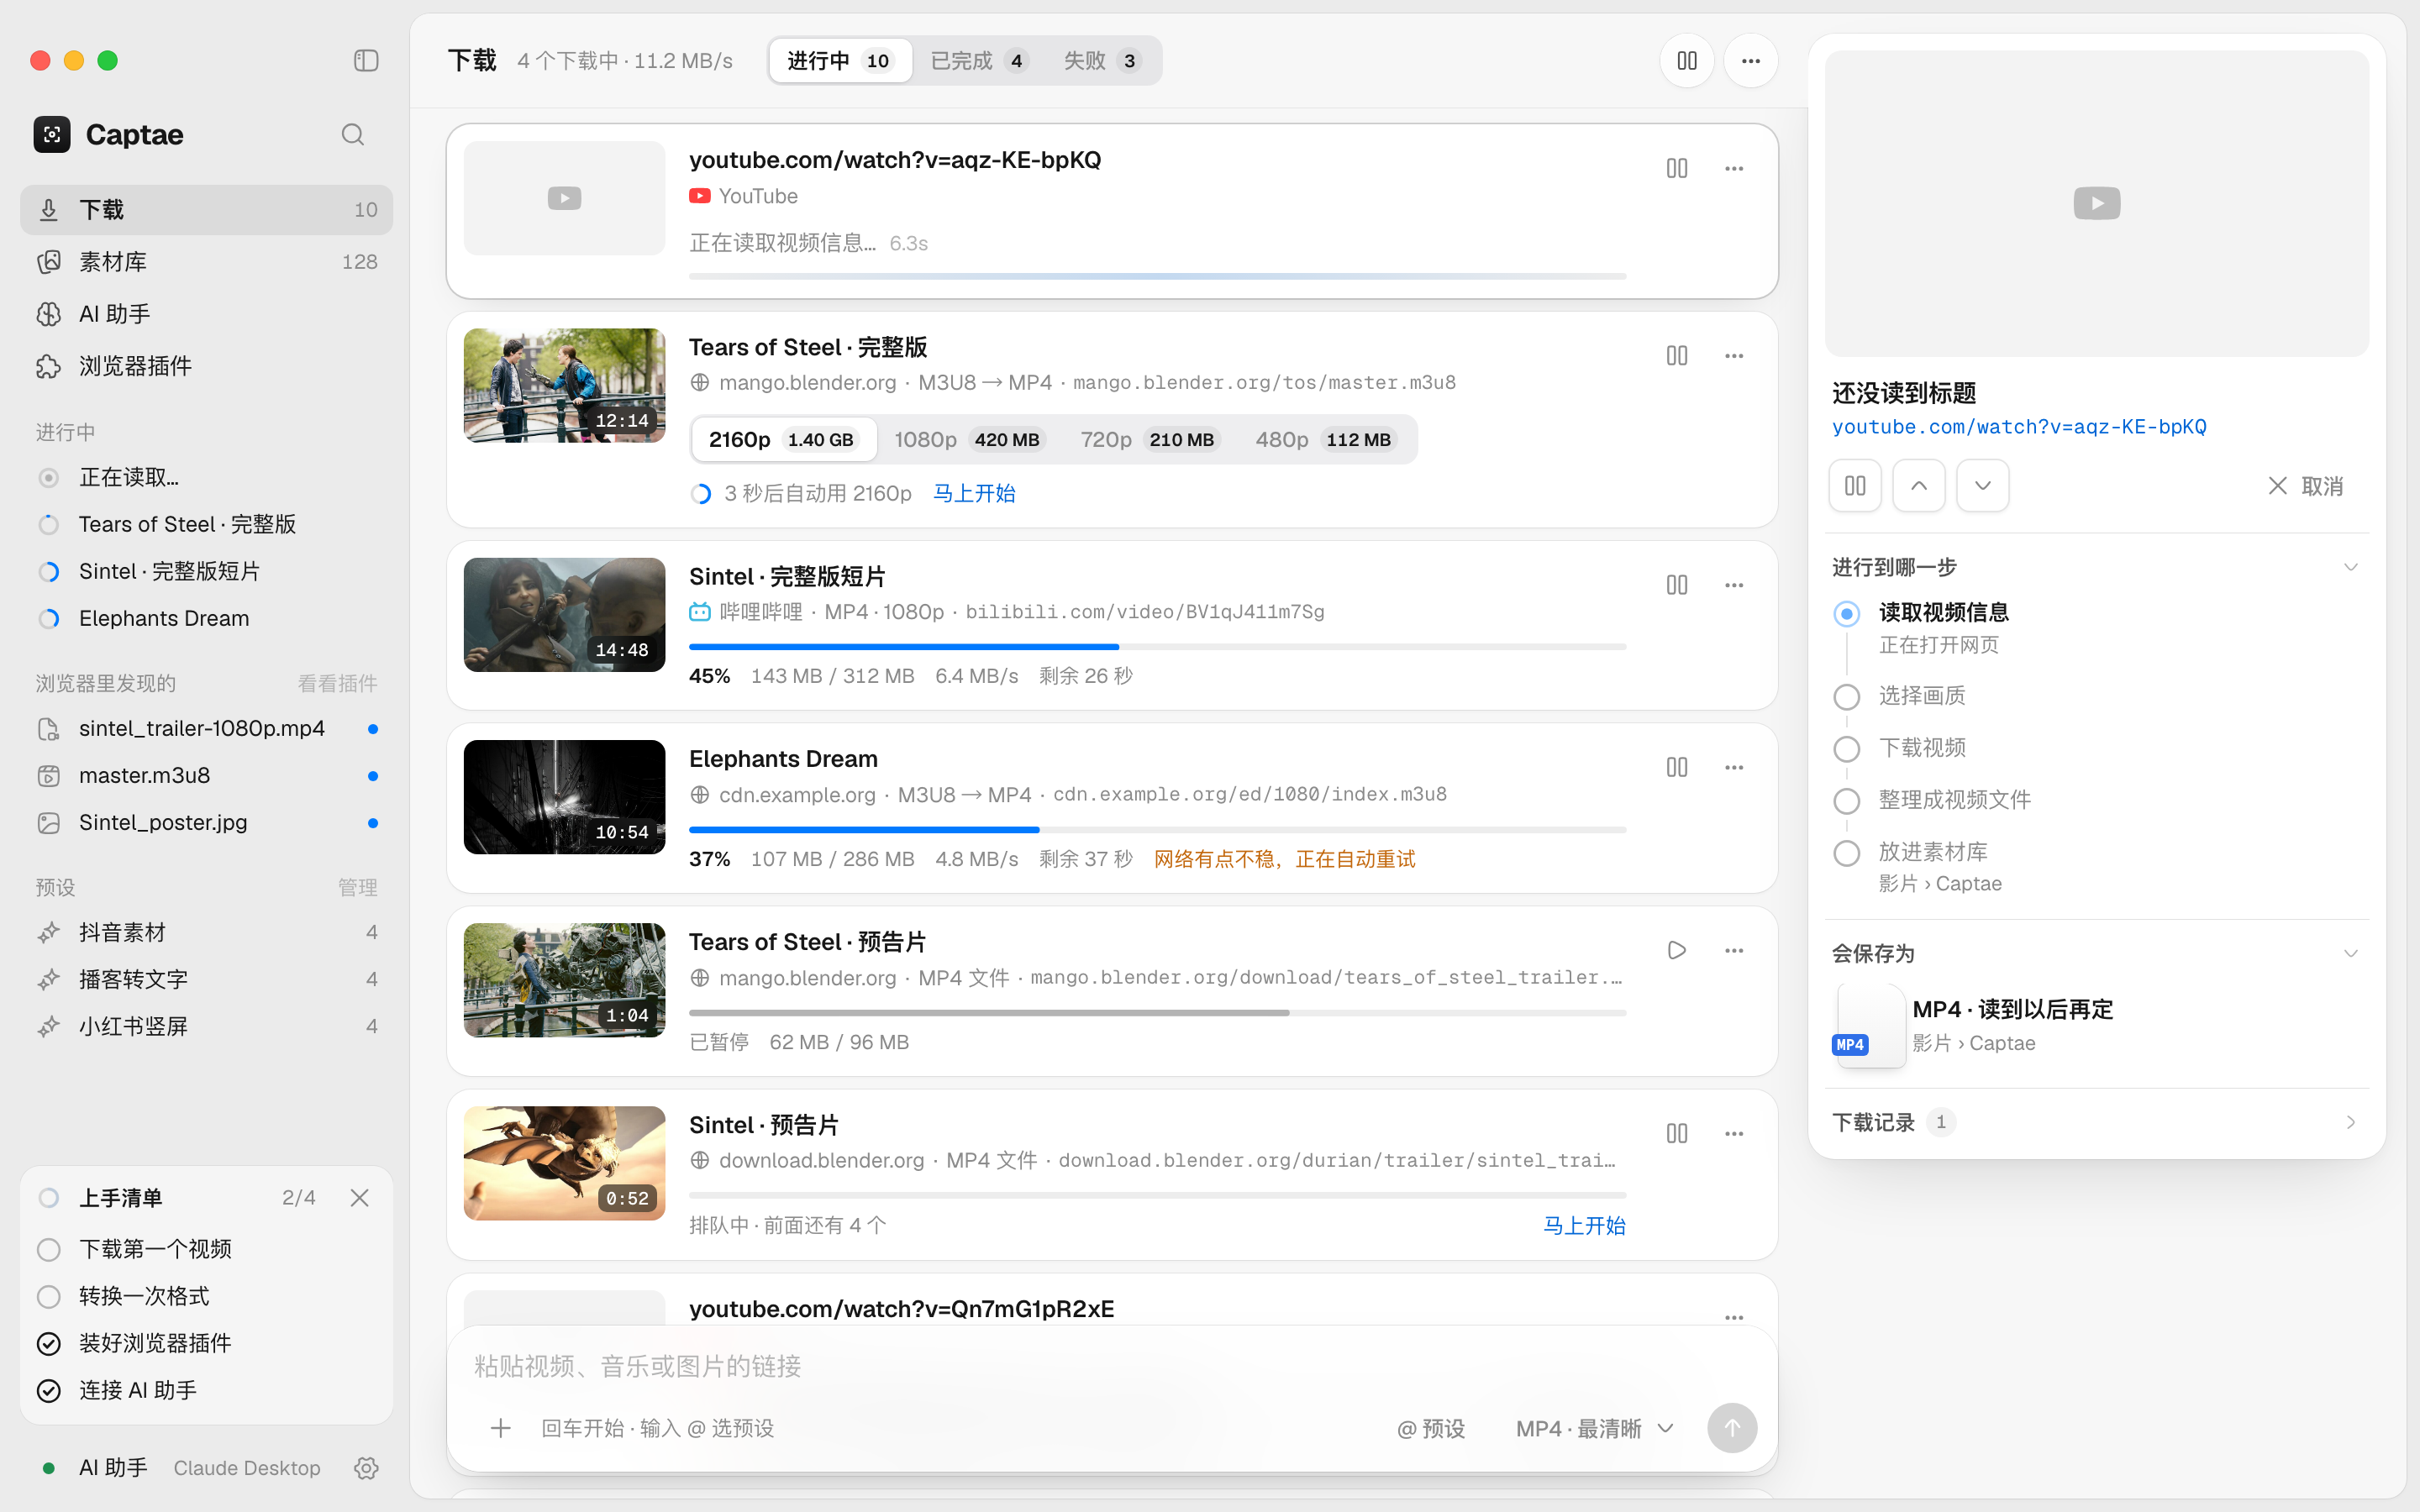 Captae
下载 10
素材库 128
AI 助手
浏览器插件
进行中
正在读取…
Tears of Steel · 完整版
Sintel · 完整版短片
Elephants Dream
浏览器里发现的 看看插件
sintel_trailer-1080p.mp4
master.m3u8
Sintel_poster.jpg
预设 管理
抖音素材 4
播客转文字 4
小红书竖屏 4
上手清单 2/4
下载第一个视频
转换一次格式
装好浏览器插件
连接 AI 助手
AI 助手 Claude Desktop
下载 4 个下载中 · 11.2 MB/s 进行中 10 已完成 4 失败 3
youtube.com/watch?v=aqz-KE-bpKQ
YouTube
正在读取视频信息… 6.3s
Tears of Steel · 完整版
mango.blender.org · M3U8 → MP4 · mango.blender.org/tos/master.m3u8
12:14
2160p 1.40 GB 1080p 420 MB 720p 210 MB 480p 112 MB
3 秒后自动用 2160p 马上开始
Sintel · 完整版短片
哔哩哔哩 · MP4 · 1080p · bilibili.com/video/BV1qJ411m7Sg
14:48
45% 143 MB / 312 MB 6.4 MB/s 剩余 26 秒
Elephants Dream
cdn.example.org · M3U8 → MP4 · cdn.example.org/ed/1080/index.m3u8
10:54
37% 107 MB / 286 MB 4.8 MB/s 剩余 37 秒 网络有点不稳，正在自动重试
Tears of Steel · 预告片
mango.blender.org · MP4 文件 · mango.blender.org/download/tears_of_steel_trailer.…
1:04
已暂停 62 MB / 96 MB
Sintel · 预告片
download.blender.org · MP4 文件 · download.blender.org/durian/trailer/sintel_trai…
0:52
排队中 · 前面还有 4 个 马上开始
youtube.com/watch?v=Qn7mG1pR2xE
粘贴视频、音乐或图片的链接
回车开始 · 输入 @ 选预设 @ 预设 MP4 · 最清晰
还没读到标题
youtube.com/watch?v=aqz-KE-bpKQ
取消
进行到哪一步
读取视频信息
正在打开网页
选择画质
下载视频
整理成视频文件
放进素材库
影片 › Captae
会保存为
MP4 · 读到以后再定
MP4
影片 › Captae
下载记录 1